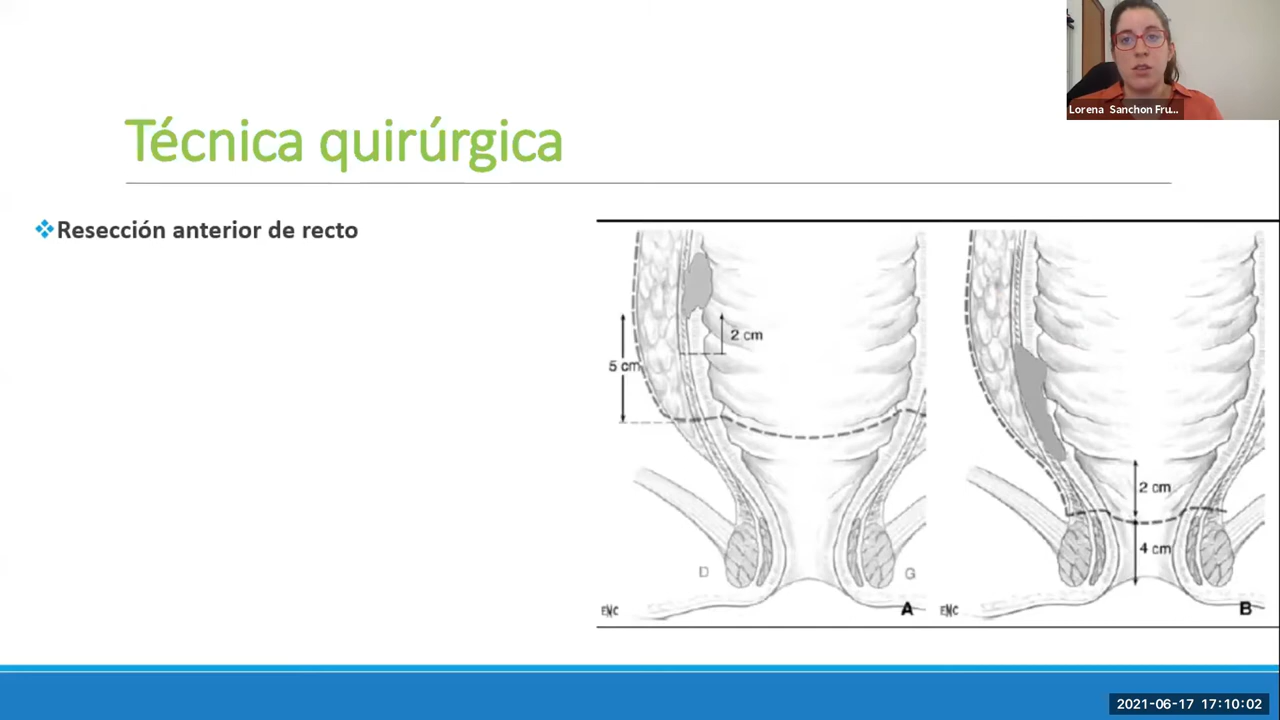 Lorena Sanchon Fru...
Técnica quirúrgica
Resección anterior de recto
2 cm
5 cm
D
G
ENC
A
2 cm
4 cm
ENC
B
2021-06-17 17:10:02